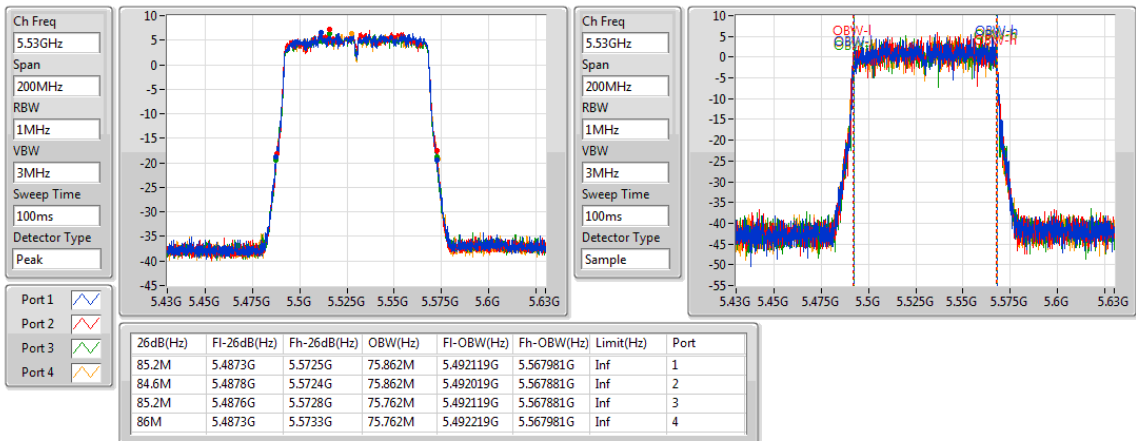 Ch Freq
5.53GHz
Span
200MHz
RBW
1MHz
VBW
3MHz
Sweep Time
100ms
Detector Type
Peak
10
5
0
-5
-10
-15
-20
-25
-30
-35
-40
-45
5.43G 5.45G 5.475G 5.5G 5.525G 5.55G 5.575G 5.6G 5.63G
Ch Freq
5.53GHz
Span
200MHz
RBW
1MHz
VBW
3MHz
Sweep Time
100ms
Detector Type
Sample
10
5
0
-5
-10
-15
-20
-25
-30
-35
-40
-45
-50
-55
OBW-l
OBW-h
5.43G 5.45G 5.475G 5.5G 5.525G 5.55G 5.575G 5.6G 5.63G
Port 1
Port 2
Port 3
Port 4
26dB(Hz) Fl-26dB(Hz) Fh-26dB(Hz) OBW(Hz) Fl-OBW(Hz) Fh-OBW(Hz) Limit(Hz) Port
85.2M 5.4873G 5.5725G 75.862M 5.492119G 5.567981G Inf 1
84.6M 5.4878G 5.5724G 75.862M 5.492019G 5.567881G Inf 2
85.2M 5.4876G 5.5728G 75.762M 5.492119G 5.567881G Inf 3
86M 5.4873G 5.5733G 75.762M 5.492219G 5.567981G Inf 4